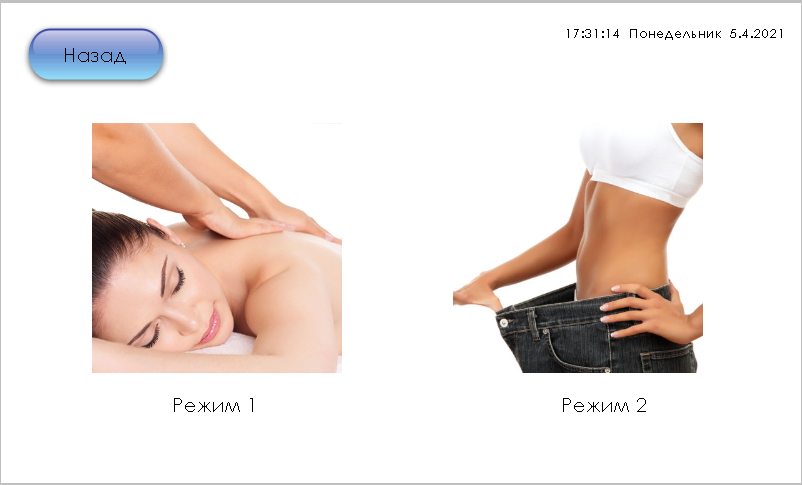 Назад
17:31:14 Понедельник 5.4.2021
Режим 1
Режим 2